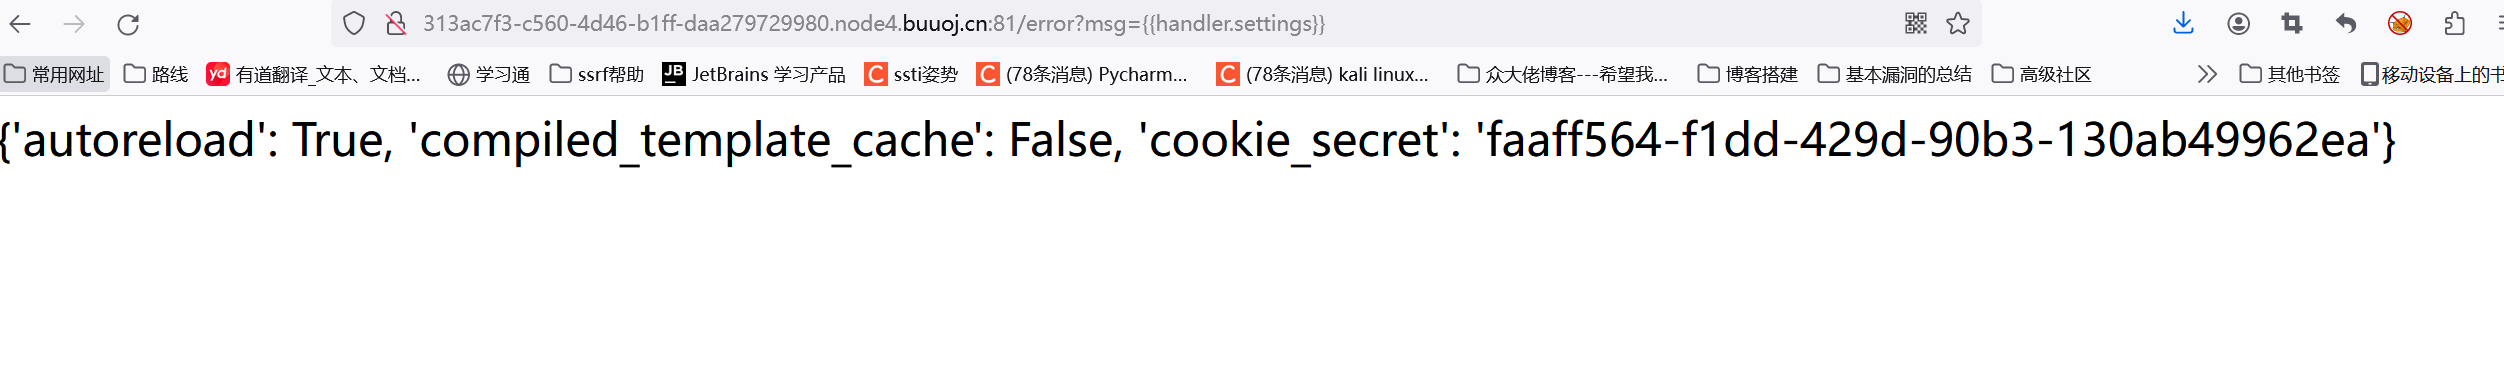 313ac7f3-c560-4d46-b1ff-daa279729980.node4.buuoj.cn:81/error?msg={{handler.settings}}
常用网址 路线 yd 有道翻译_文本、文档... 学习通 ssrf帮助 JB JetBrains 学习产品 C ssti姿势 C (78条消息) Pycharm... C (78条消息) kali linux... 众大佬博客---希望我... 博客搭建 基本漏洞的总结 高级社区 其他书签 移动设备上的书
{'autoreload': True, 'compiled_template_cache': False, 'cookie_secret': 'faaff564-f1dd-429d-90b3-130ab49962ea'}